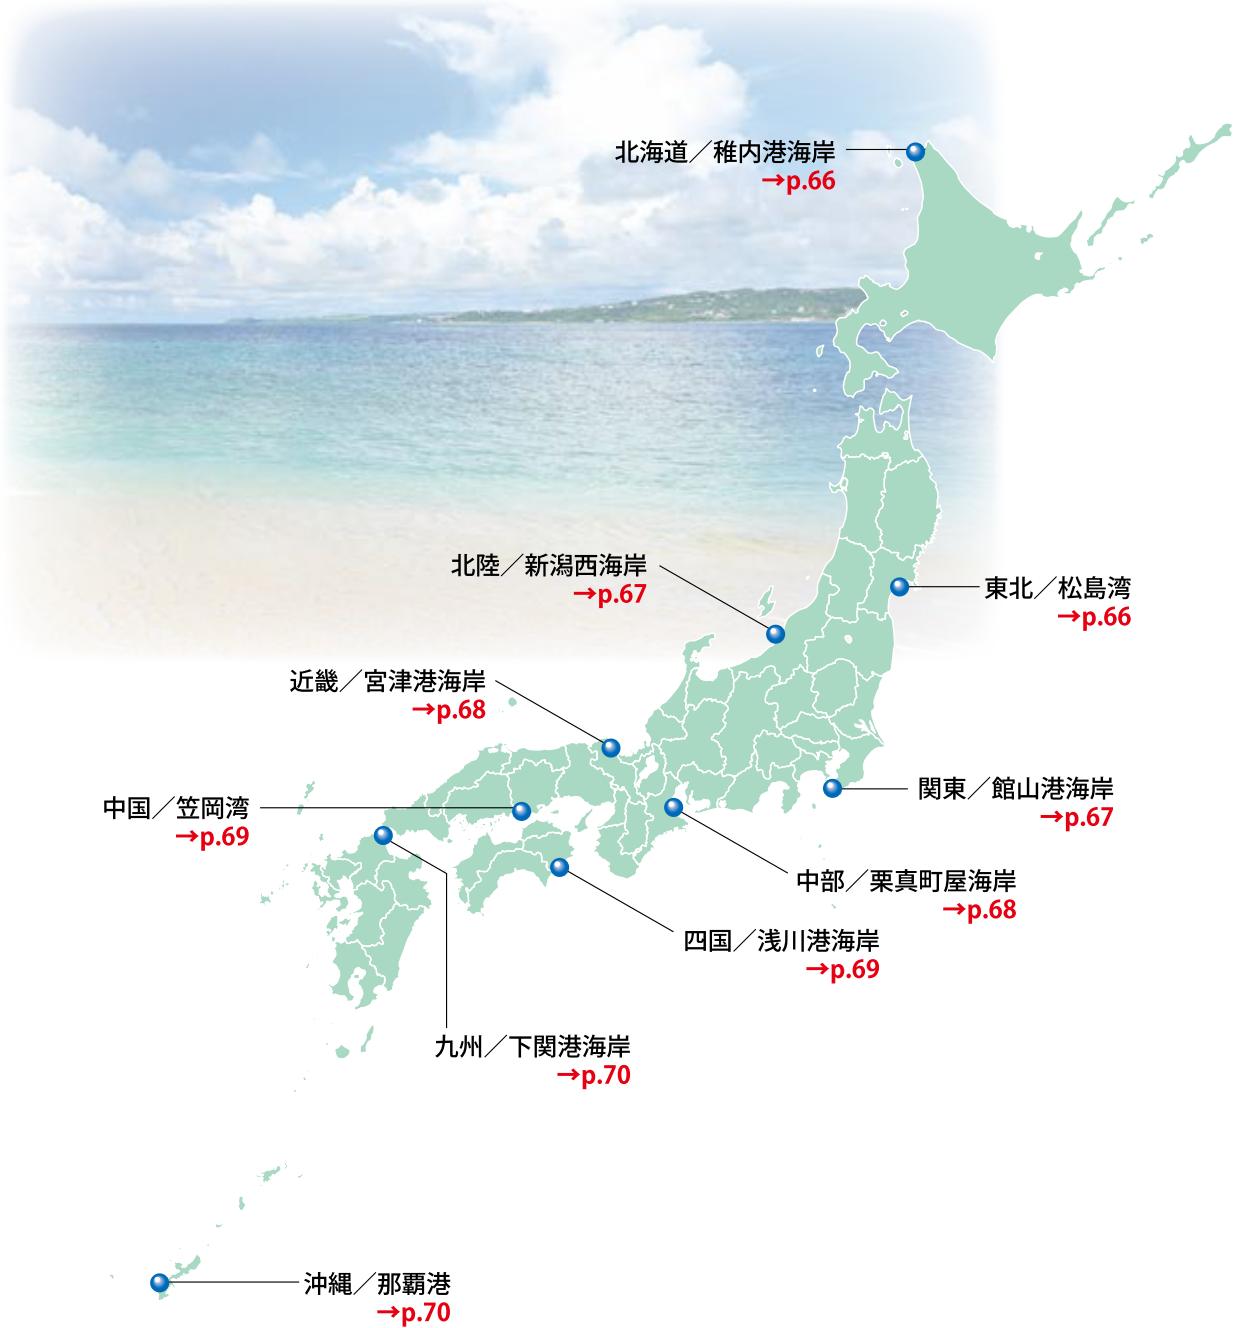 北海道／稚内港海岸
→p.66
北陸／新潟西海岸
→p.67
東北／松島湾
→p.66
近畿／宮津港海岸
→p.68
関東／館山港海岸
→p.67
中国／笠岡湾
→p.69
中部／栗真町屋海岸
→p.68
四国／浅川港海岸
→p.69
九州／下関港海岸
→p.70
沖縄／那覇港
→p.70